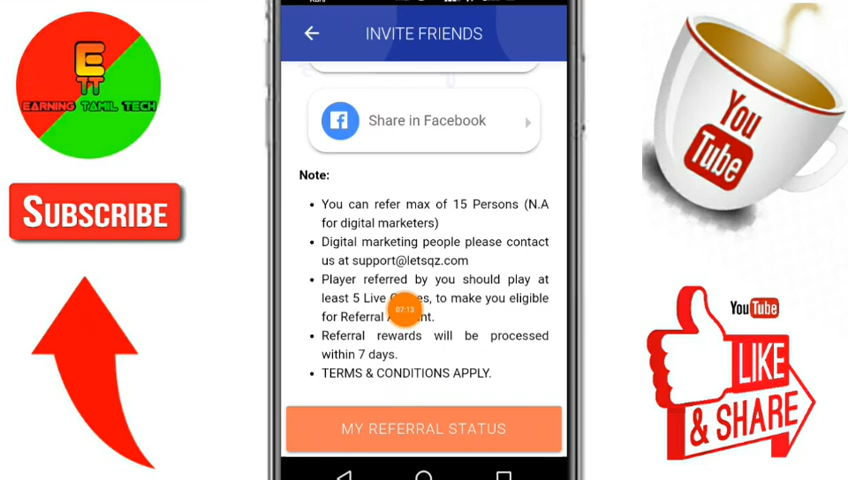 INVITE FRIENDS
E
TT
EARNING TAMIL TECH
SUBSCRIBE
Share in Facebook
Note:
• You can refer max of 15 Persons (N.A
for digital marketers)
• Digital marketing people please contact
us at support@letsqz.com
• Player referred by you should play at
least 5 Live to make you eligible
for Referral
07:13
• Referral rewards will be processed
within 7 days.
• TERMS & CONDITIONS APPLY.
MY REFERRAL STATUS
You
Tube
YouTube
LIKE
& SHARE